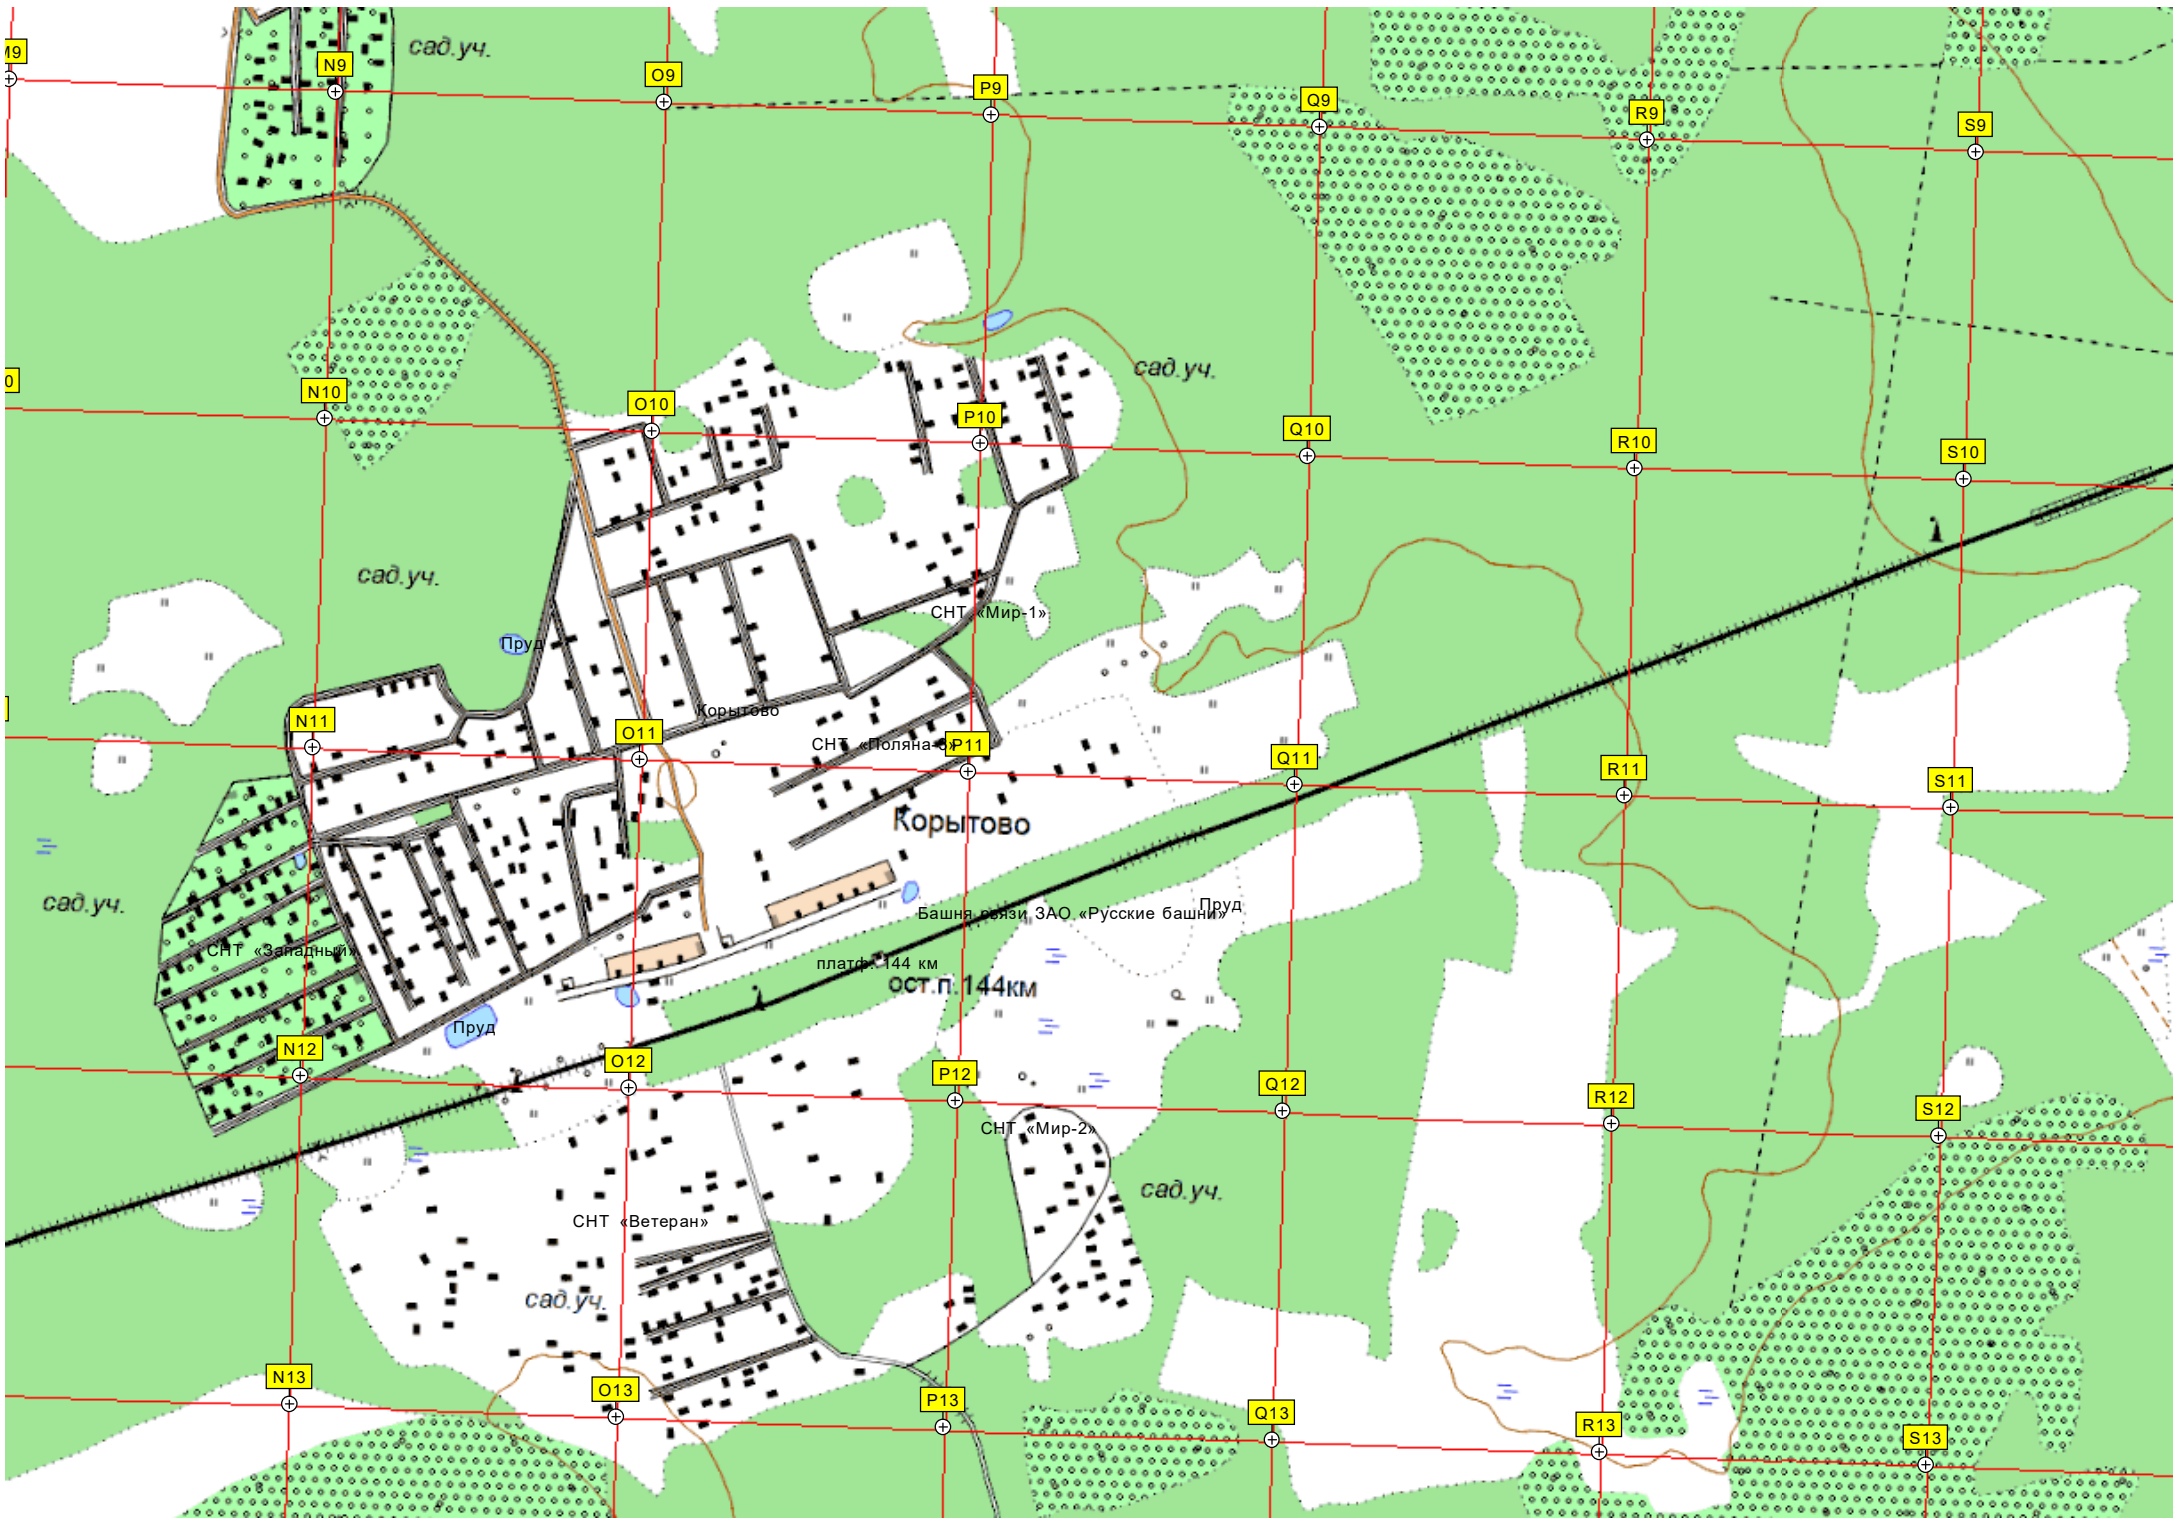 M9
N9
сад.уч.
O9
P9
Q9
R9
S9
0
N10
O10
P10
сад.уч.
Q10
R10
S10
сад.уч.
СНТ «Мир-1»
Пруд
Корытово
N11
O11
СНТ «Поляна-3»
P11
Q11
R11
S11
Корытово
сад.уч.
СНТ «Западный»
Башня связи ЗАО «Русские башни»
Пруд
платф. 144 км
ост.п.144км
Пруд
N12
O12
P12
Q12
R12
S12
СНТ «Мир-2»
сад.уч.
СНТ «Ветеран»
сад.уч.
N13
O13
P13
Q13
R13
S13